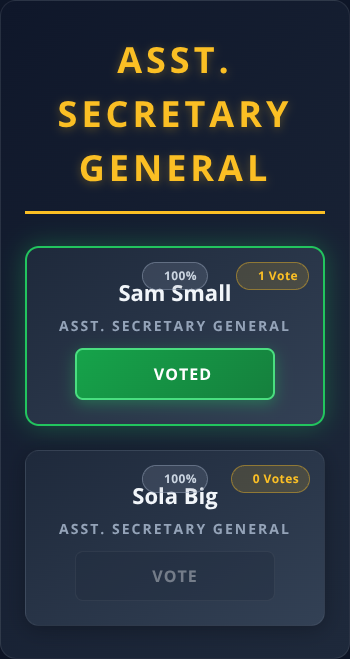 ASST.
SECRETARY
GENERAL
100% 1 Vote
Sam Small
ASST. SECRETARY GENERAL
VOTED
100% 0 Votes
Sola Big
ASST. SECRETARY GENERAL
VOTE